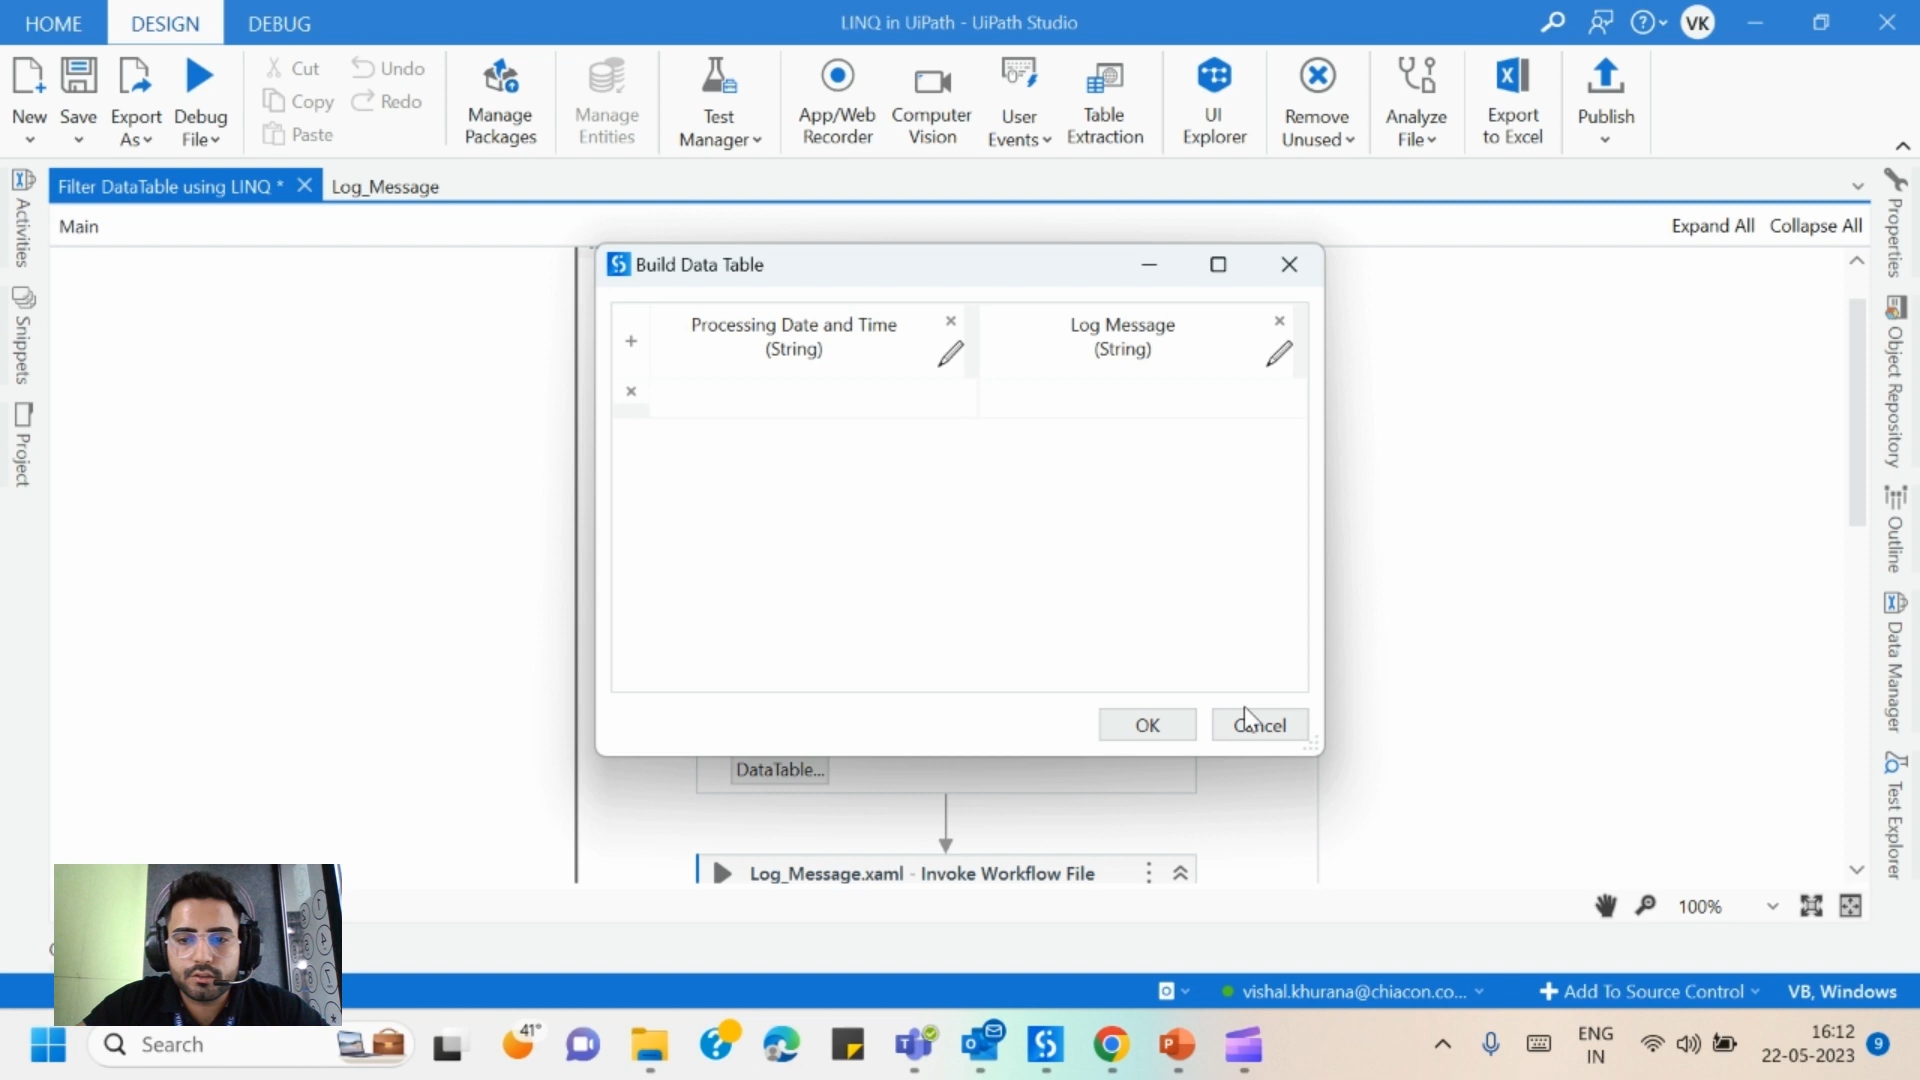 HOME DESIGN DEBUG LINQ in UiPath - UiPath Studio VK
New Save Export As Debug File Cut Copy Paste Undo Redo Manage Packages Manage Entities Test Manager App/Web Recorder Computer Vision User Events Table Extraction UI Explorer Remove Unused Analyze File Export to Excel Publish
Filter DataTable using LINQ * Log_Message
Main Expand All Collapse All
Activities
Snippets
Project
Build Data Table
Processing Date and Time (String) Log Message (String)
OK Cancel
DataTable...
Log_Message.xaml - Invoke Workflow File
Properties
Object Repository
Outline
Data Manager
Test Explorer
100%
vishal.khurana@chiacon.co... Add To Source Control VB, Windows
Search 41° ENG IN 16:12 22-05-2023 9